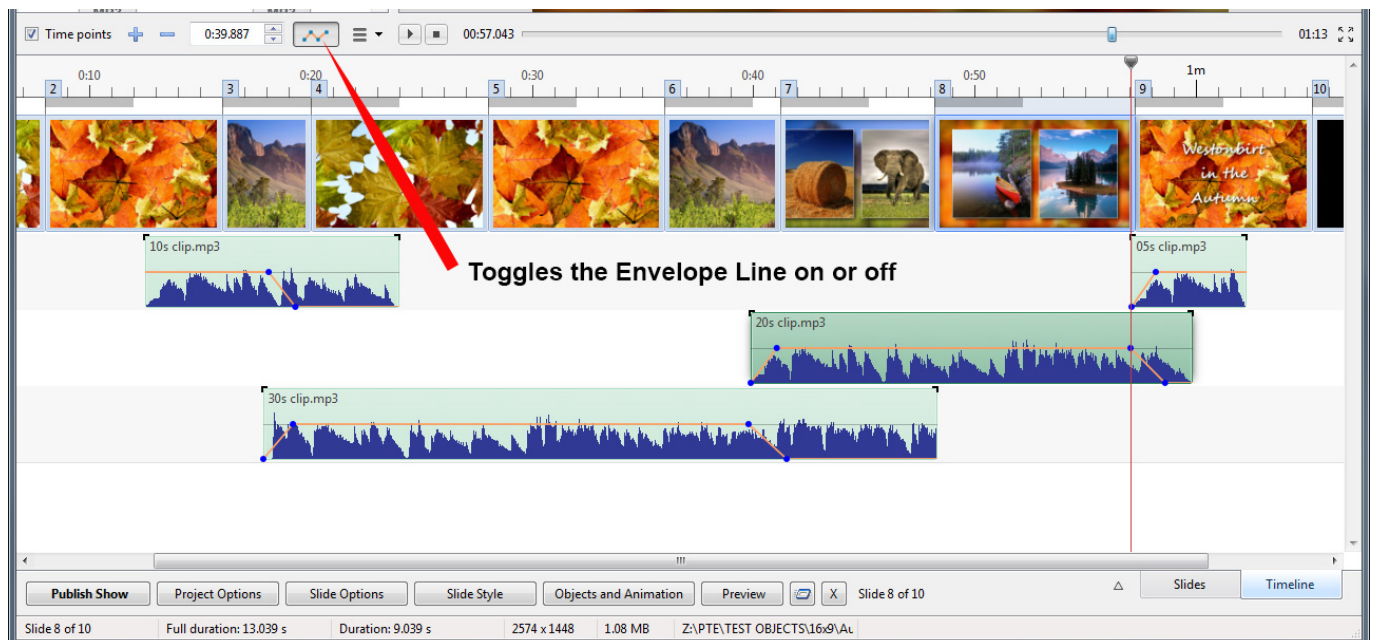 Time points 0:39.887 00:57.043 01:13
0:10 0:20 0:30 0:40 0:50 1m
2 3 4 5 6 7 8 9 10
Westonbirt
in the
Autumn
10s clip.mp3 05s clip.mp3
Toggles the Envelope Line on or off
20s clip.mp3
30s clip.mp3
Publish Show Project Options Slide Options Slide Style Objects and Animation Preview X Slide 8 of 10 Slides Timeline
Slide 8 of 10 Full duration: 13.039 s Duration: 9.039 s 2574 x 1448 1.08 MB Z:\PTE\TEST OBJECTS\16x9\Au